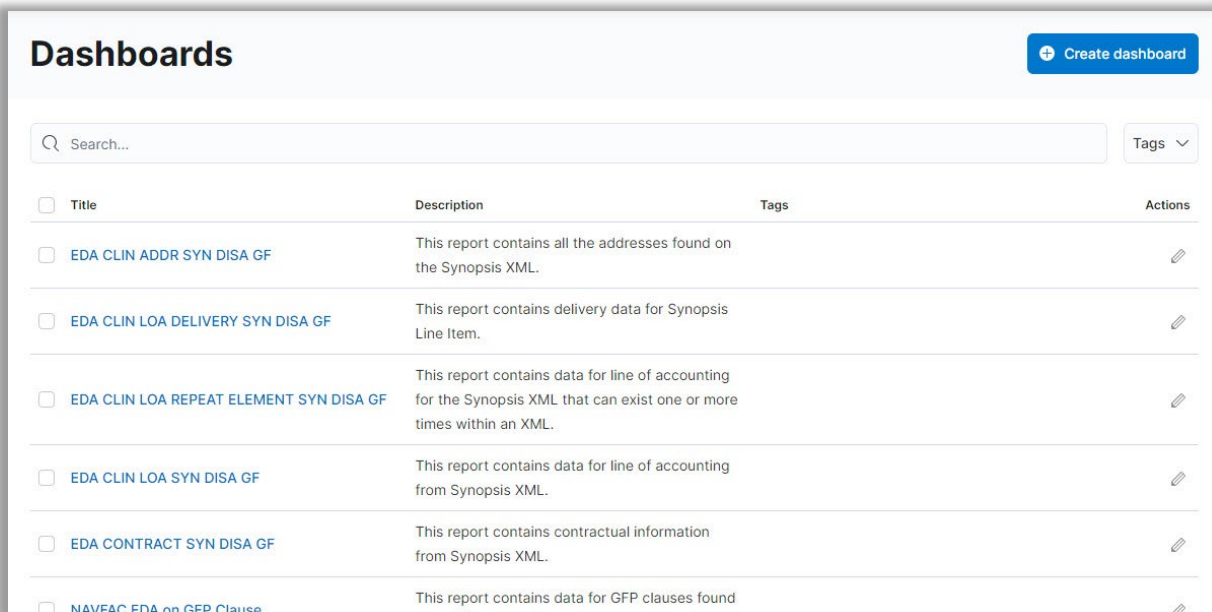 Dashboards
Create dashboard
Search...
Tags
Title Description Tags Actions
EDA CLIN ADDR SYN DISA GF
This report contains all the addresses found on
the Synopsis XML.
EDA CLIN LOA DELIVERY SYN DISA GF
This report contains delivery data for Synopsis
Line Item.
EDA CLIN LOA REPEAT ELEMENT SYN DISA GF
This report contains data for line of accounting
for the Synopsis XML that can exist one or more
times within an XML.
EDA CLIN LOA SYN DISA GF
This report contains data for line of accounting
from Synopsis XML.
EDA CONTRACT SYN DISA GF
This report contains contractual information
from Synopsis XML.
NAVFAC EDA on GFP Clause
This report contains data for GFP clauses found